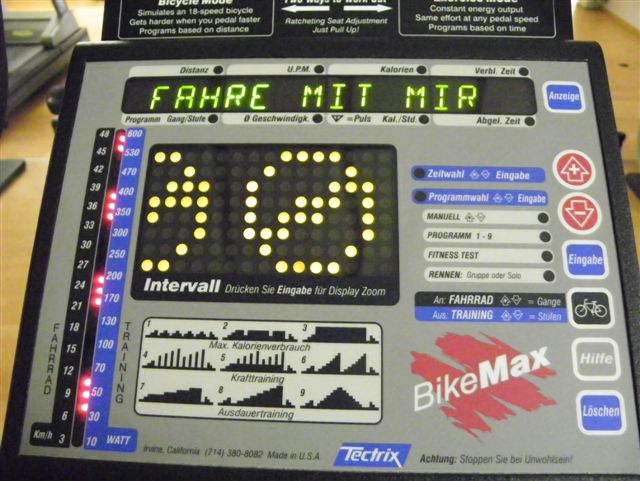 Bicycle Mode
Simulates an 18-speed bicycle
Gets harder when you pedal faster
Programs based on distance
Two Ways to Work Out
Ratcheting Seat Adjustment
Just Pull Up!
Exercise Mode
Constant energy output
Same effort at any pedal speed
Programs based on time
Distanz U.P.M. Kalorien Verbl. Zeit
FAHRE MIT MIR
Anzeige
Programm Gang/Stufe Ø Geschwindigk. =Puls Kal./Std. Abgel. Zeit
48 45 42 39 36 33 27 24 21 18 15 12 9 6 3
Km/h
FAHRRAD
600 530 470 400 350 300 250 200 170 150 120 100 70 50 30 10
WATT
TRAINING
Intervall Drücken Sie Eingabe für Display Zoom
Zeitwahl Eingabe
Programmwahl Eingabe
MANUELL
PROGRAMM 1 - 9
FITNESS TEST
RENNEN: Gruppe oder Solo
An: FAHRRAD = Gänge
Aus: TRAINING = Stufen
Eingabe
Hilfe
Löschen
1 2 3
Max. Kalorienverbrauch
4 5 6
Krafttraining
7 8 9
Ausdauertraining
BikeMax
Irvine, California (714) 380-8082 Made in U.S.A.
Tectrix
Achtung: Stoppen Sie bei Unwohlsein!